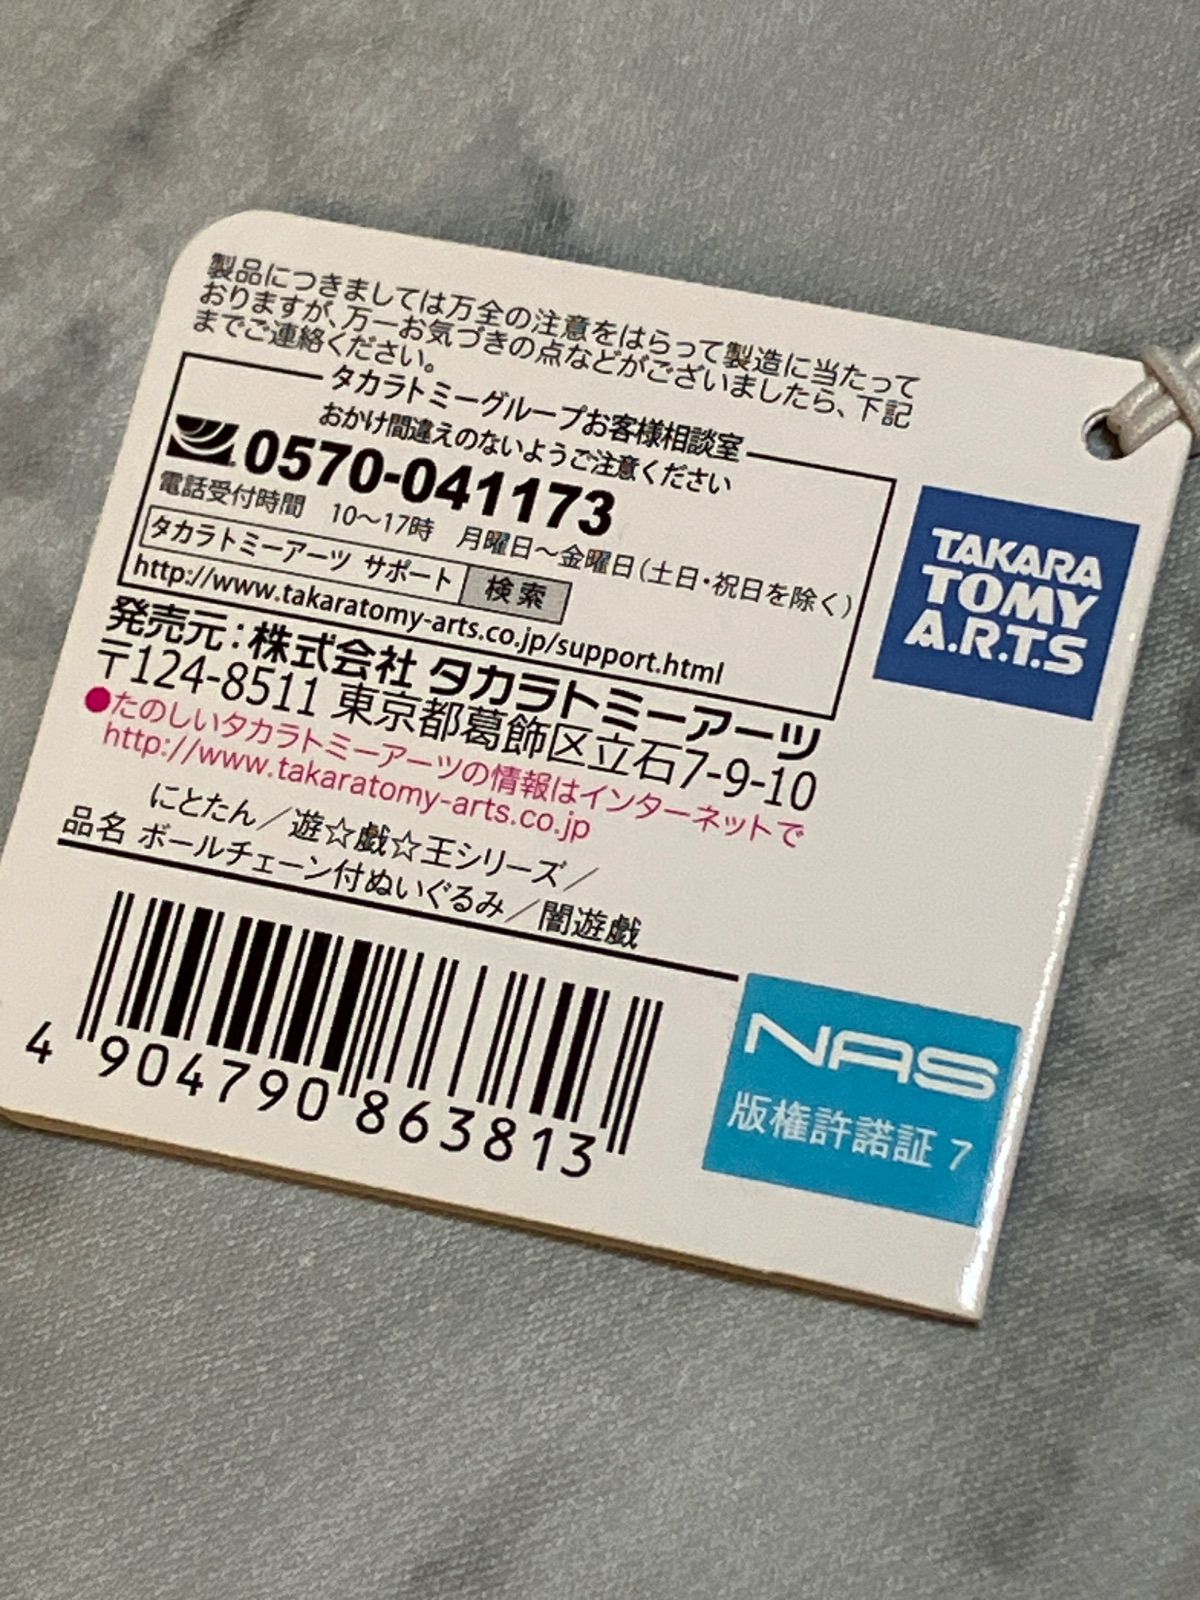 製品につきましては万全の注意をはらって製造に当たって
おりますが、万一お気づきの点などがございましたら、下記
までご連絡ください。
タカラトミーグループお客様相談室
おかけ間違えのないようご注意ください
0570-041173
電話受付時間 10〜17時 月曜日〜金曜日(土日・祝日を除く)
タカラトミーアーツ サポート 検索
http://www.takaratomy-arts.co.jp/support.html
発売元：株式会社 タカラトミーアーツ
〒124-8511 東京都葛飾区立石7-9-10
●たのしいタカラトミーアーツの情報はインターネットで
http://www.takaratomy-arts.co.jp
にとたん／遊☆戯☆王シリーズ／
品名 ボールチェーン付ぬいぐるみ／闇遊戯
4 904790 863813
TAKARA
TOMY
A.R.T.S
NAS
版権許諾証 7